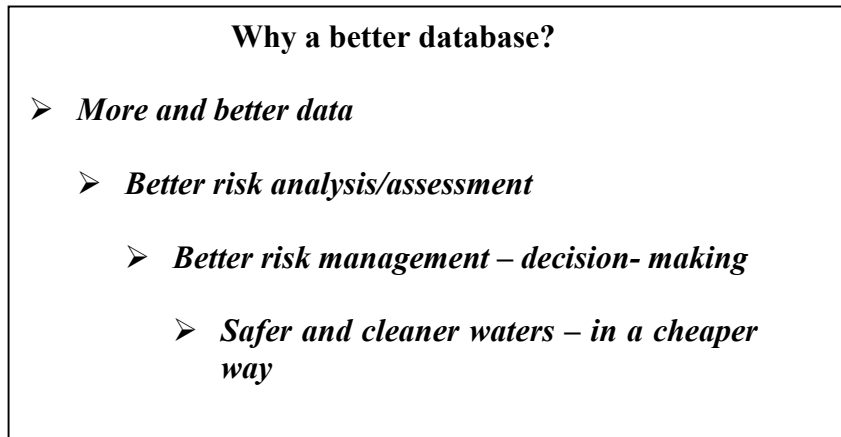 Why a better database?
➢ More and better data
➢ Better risk analysis/assessment
➢ Better risk management – decision- making
➢ Safer and cleaner waters – in a cheaper
way